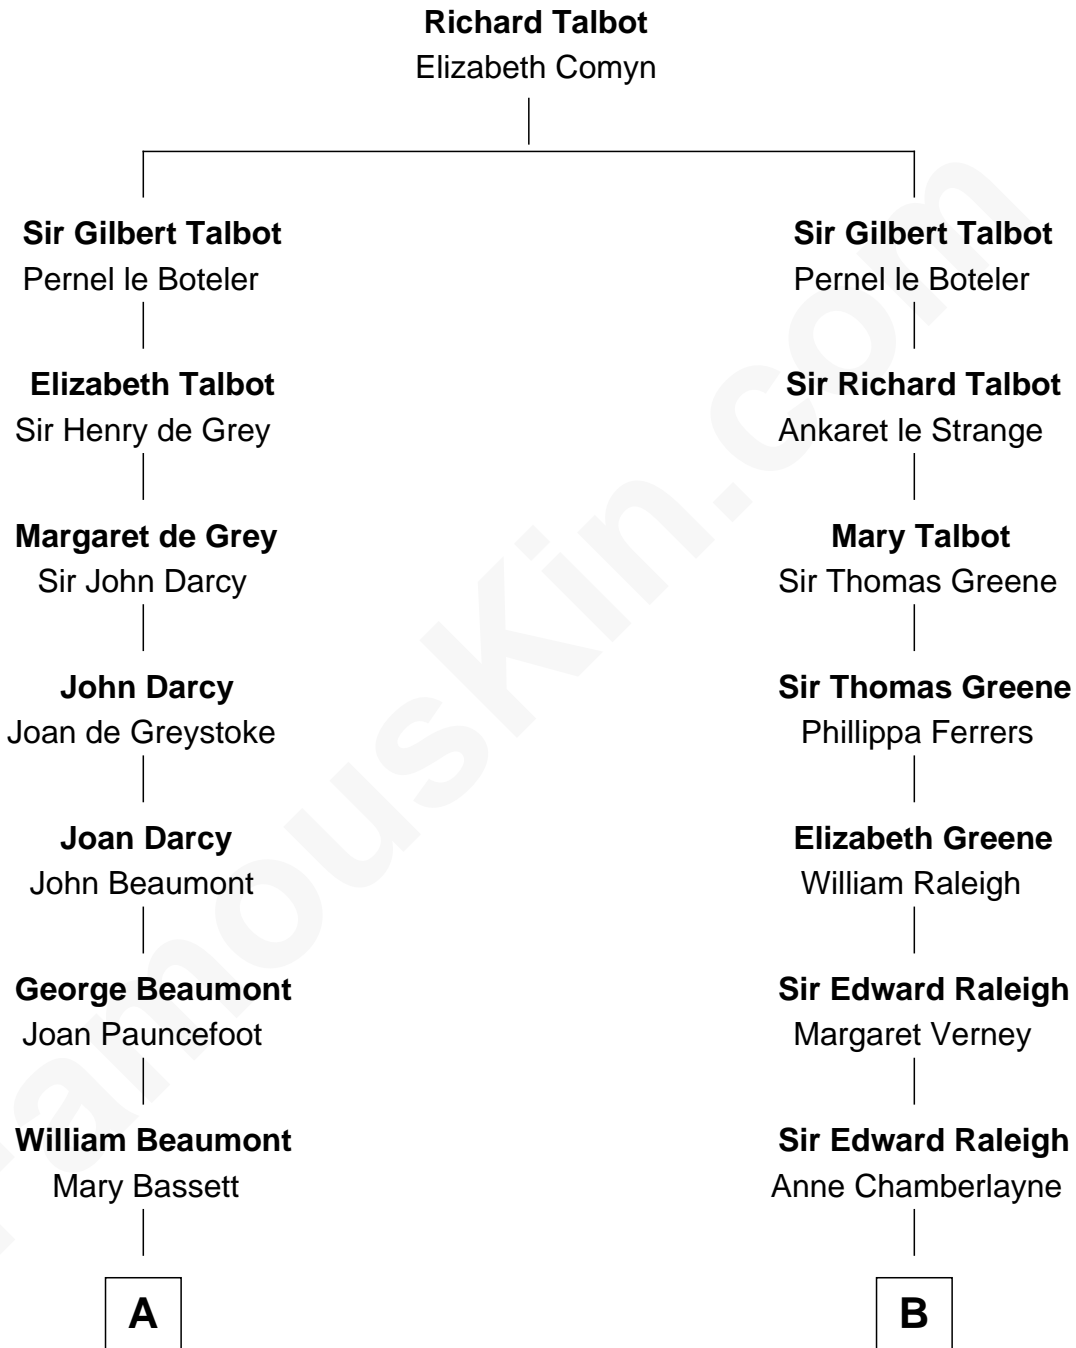 Richard Talbot
Elizabeth Comyn
Sir Gilbert Talbot
Pernel le Boteler
Elizabeth Talbot
Sir Henry de Grey
Margaret de Grey
Sir John Darcy
John Darcy
Joan de Greystoke
Joan Darcy
John Beaumont
George Beaumont
Joan Pauncefoot
William Beaumont
Mary Bassett
A
Sir Gilbert Talbot
Pernel le Boteler
Sir Richard Talbot
Ankaret le Strange
Mary Talbot
Sir Thomas Greene
Sir Thomas Greene
Phillippa Ferrers
Elizabeth Greene
William Raleigh
Sir Edward Raleigh
Margaret Verney
Sir Edward Raleigh
Anne Chamberlayne
B
FamousKin.com